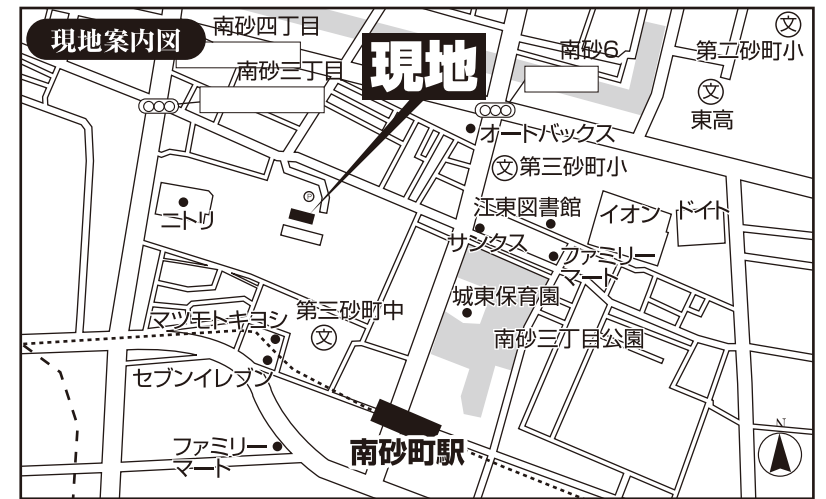 現地案内図
南砂四丁目
南砂三丁目
現地
南砂6
文
第二砂町小
文
東高
オートバックス
文第三砂町小
P
ニトリ
江東図書館
イオン
ドイト
サンクス
ファミリー
マート
城東保育園
マツモトキヨシ
第三砂町中
文
南砂三丁目公園
セブンイレブン
ファミリー
マート
南砂町駅
N